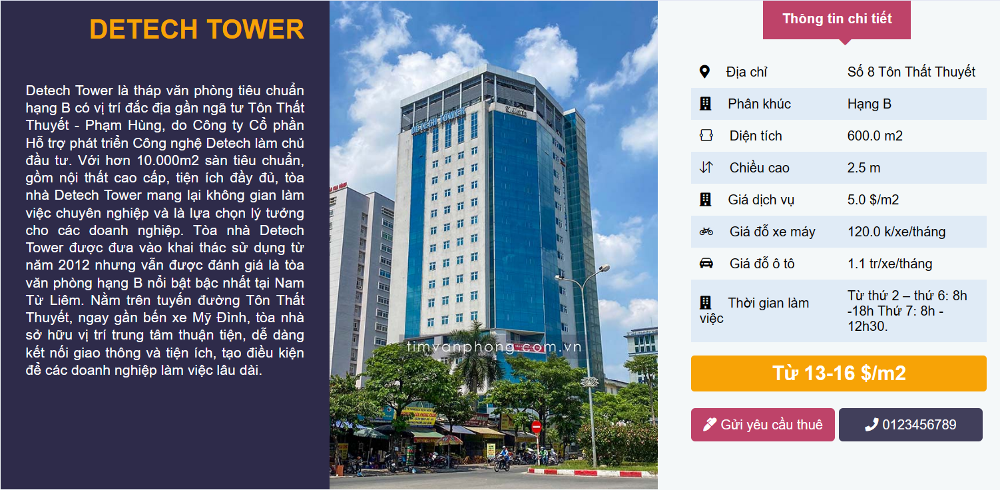 DETECH TOWER
Detech Tower là tháp văn phòng tiêu chuẩn
hạng B có vị trí đắc địa gần ngã tư Tôn Thất
Thuyết - Phạm Hùng, do Công ty Cổ phần
Hỗ trợ phát triển Công nghệ Detech làm chủ
đầu tư. Với hơn 10.000m2 sàn tiêu chuẩn,
gồm nội thất cao cấp, tiện ích đầy đủ, tòa
nhà Detech Tower mang lại không gian làm
việc chuyên nghiệp và là lựa chọn lý tưởng
cho các doanh nghiệp. Tòa nhà Detech
Tower được đưa vào khai thác sử dụng từ
năm 2012 nhưng vẫn được đánh giá là tòa
văn phòng hạng B nổi bật bậc nhất tại Nam
Từ Liêm. Nằm trên tuyến đường Tôn Thất
Thuyết, ngay gần bến xe Mỹ Đình, tòa nhà
sở hữu vị trí trung tâm thuận tiện, dễ dàng
kết nối giao thông và tiện ích, tạo điều kiện
để các doanh nghiệp làm việc lâu dài.
DETECH TOWER
timvanphong.com.vn
Thông tin chi tiết
Địa chỉ Số 8 Tôn Thất Thuyết
Phân khúc Hạng B
Diện tích 600.0 m2
Chiều cao 2.5 m
Giá dịch vụ 5.0 $/m2
Giá đỗ xe máy 120.0 k/xe/tháng
Giá đỗ ô tô 1.1 tr/xe/tháng
Thời gian làm
việc
Từ thứ 2 – thứ 6: 8h
-18h Thứ 7: 8h -
12h30.
Từ 13-16 $/m2
Gửi yêu cầu thuê
0123456789